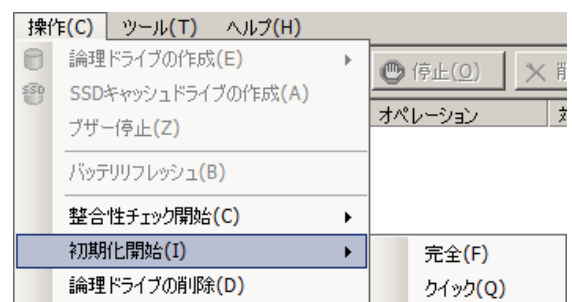 操作(C) ツール(T) ヘルプ(H)
論理ドライブの作成(E)
停止(O)
SSD SSDキャッシュドライブの作成(A)
オペレーション
ブザー停止(Z)
バッテリリフレッシュ(B)
整合性チェック開始(C)
初期化開始(I) 完全(F)
論理ドライブの削除(D) クイック(Q)